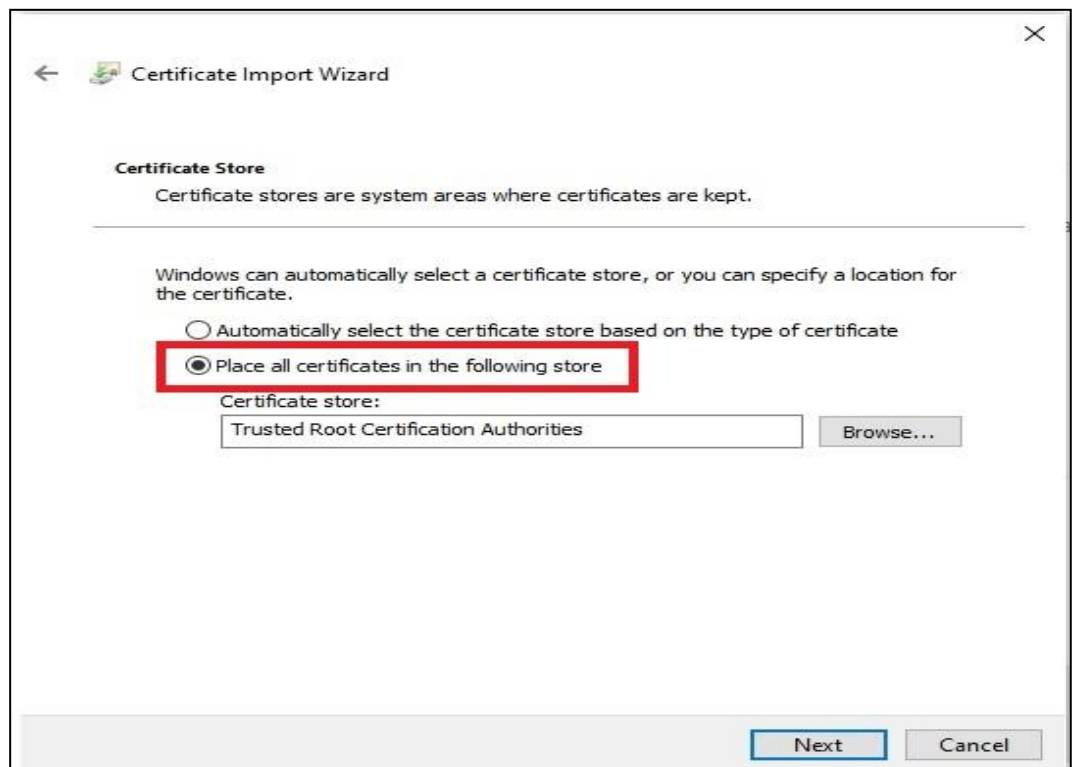 Certificate Import Wizard
Certificate Store
Certificate stores are system areas where certificates are kept.
Windows can automatically select a certificate store, or you can specify a location for
the certificate.
Automatically select the certificate store based on the type of certificate
Place all certificates in the following store
Certificate store:
Trusted Root Certification Authorities
Browse...
Next
Cancel